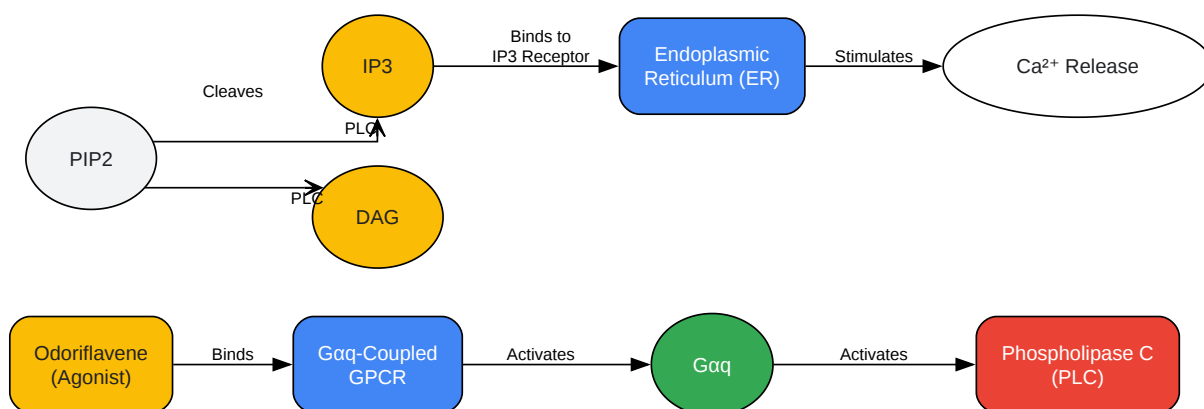 Binds to
IP3 Receptor
IP3
Endoplasmic
Reticulum (ER)
Stimulates
Ca²⁺ Release
Cleaves
PLC
PIP2
PLC
DAG
Odoriflavene
(Agonist)
Binds
Gαq-Coupled
GPCR
Activates
Gαq
Activates
Phospholipase C
(PLC)